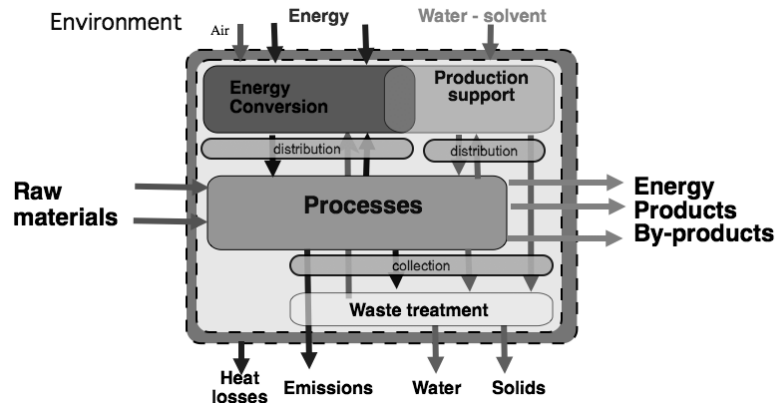 Environment
Air
Energy
Water - solvent
Energy
Conversion
Production
support
distribution
distribution
Raw
materials
Processes
Energy
Products
By-products
collection
Waste treatment
Heat
losses
Emissions
Water
Solids